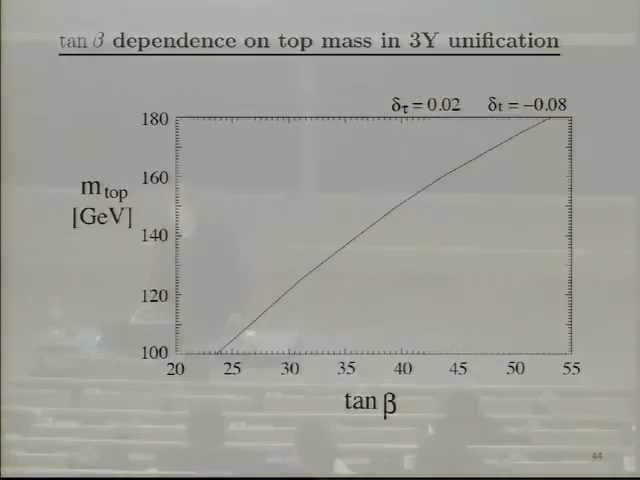 tan β dependence on top mass in 3Y unification
δτ = 0.02 δt = −0.08
180
160
140
120
100
m top
[GeV]
20 25 30 35 40 45 50 55
tan β
44